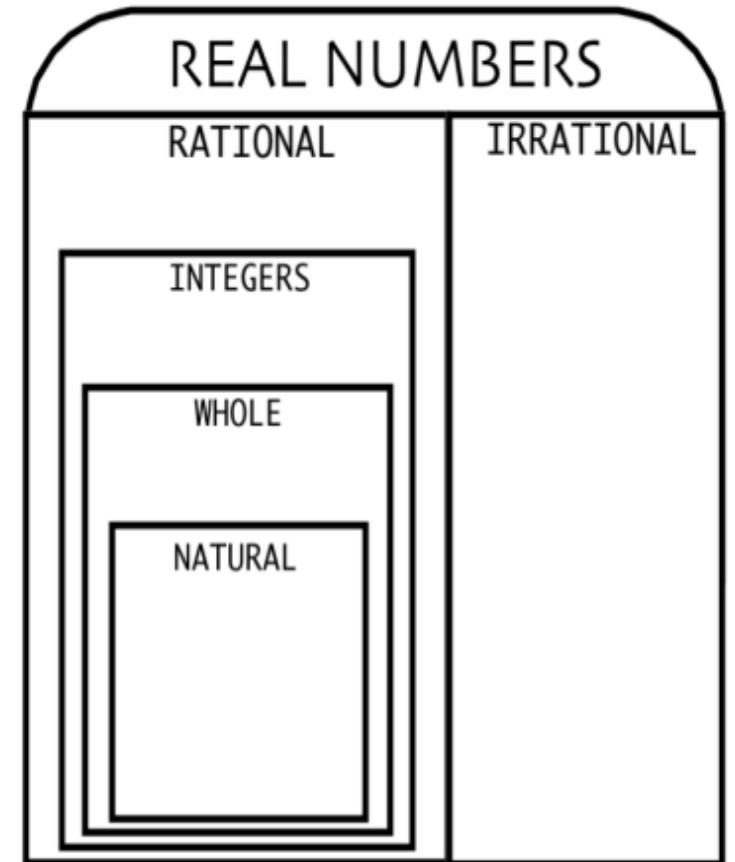 REAL NUMBERS
RATIONAL
IRRATIONAL
INTEGERS
WHOLE
NATURAL